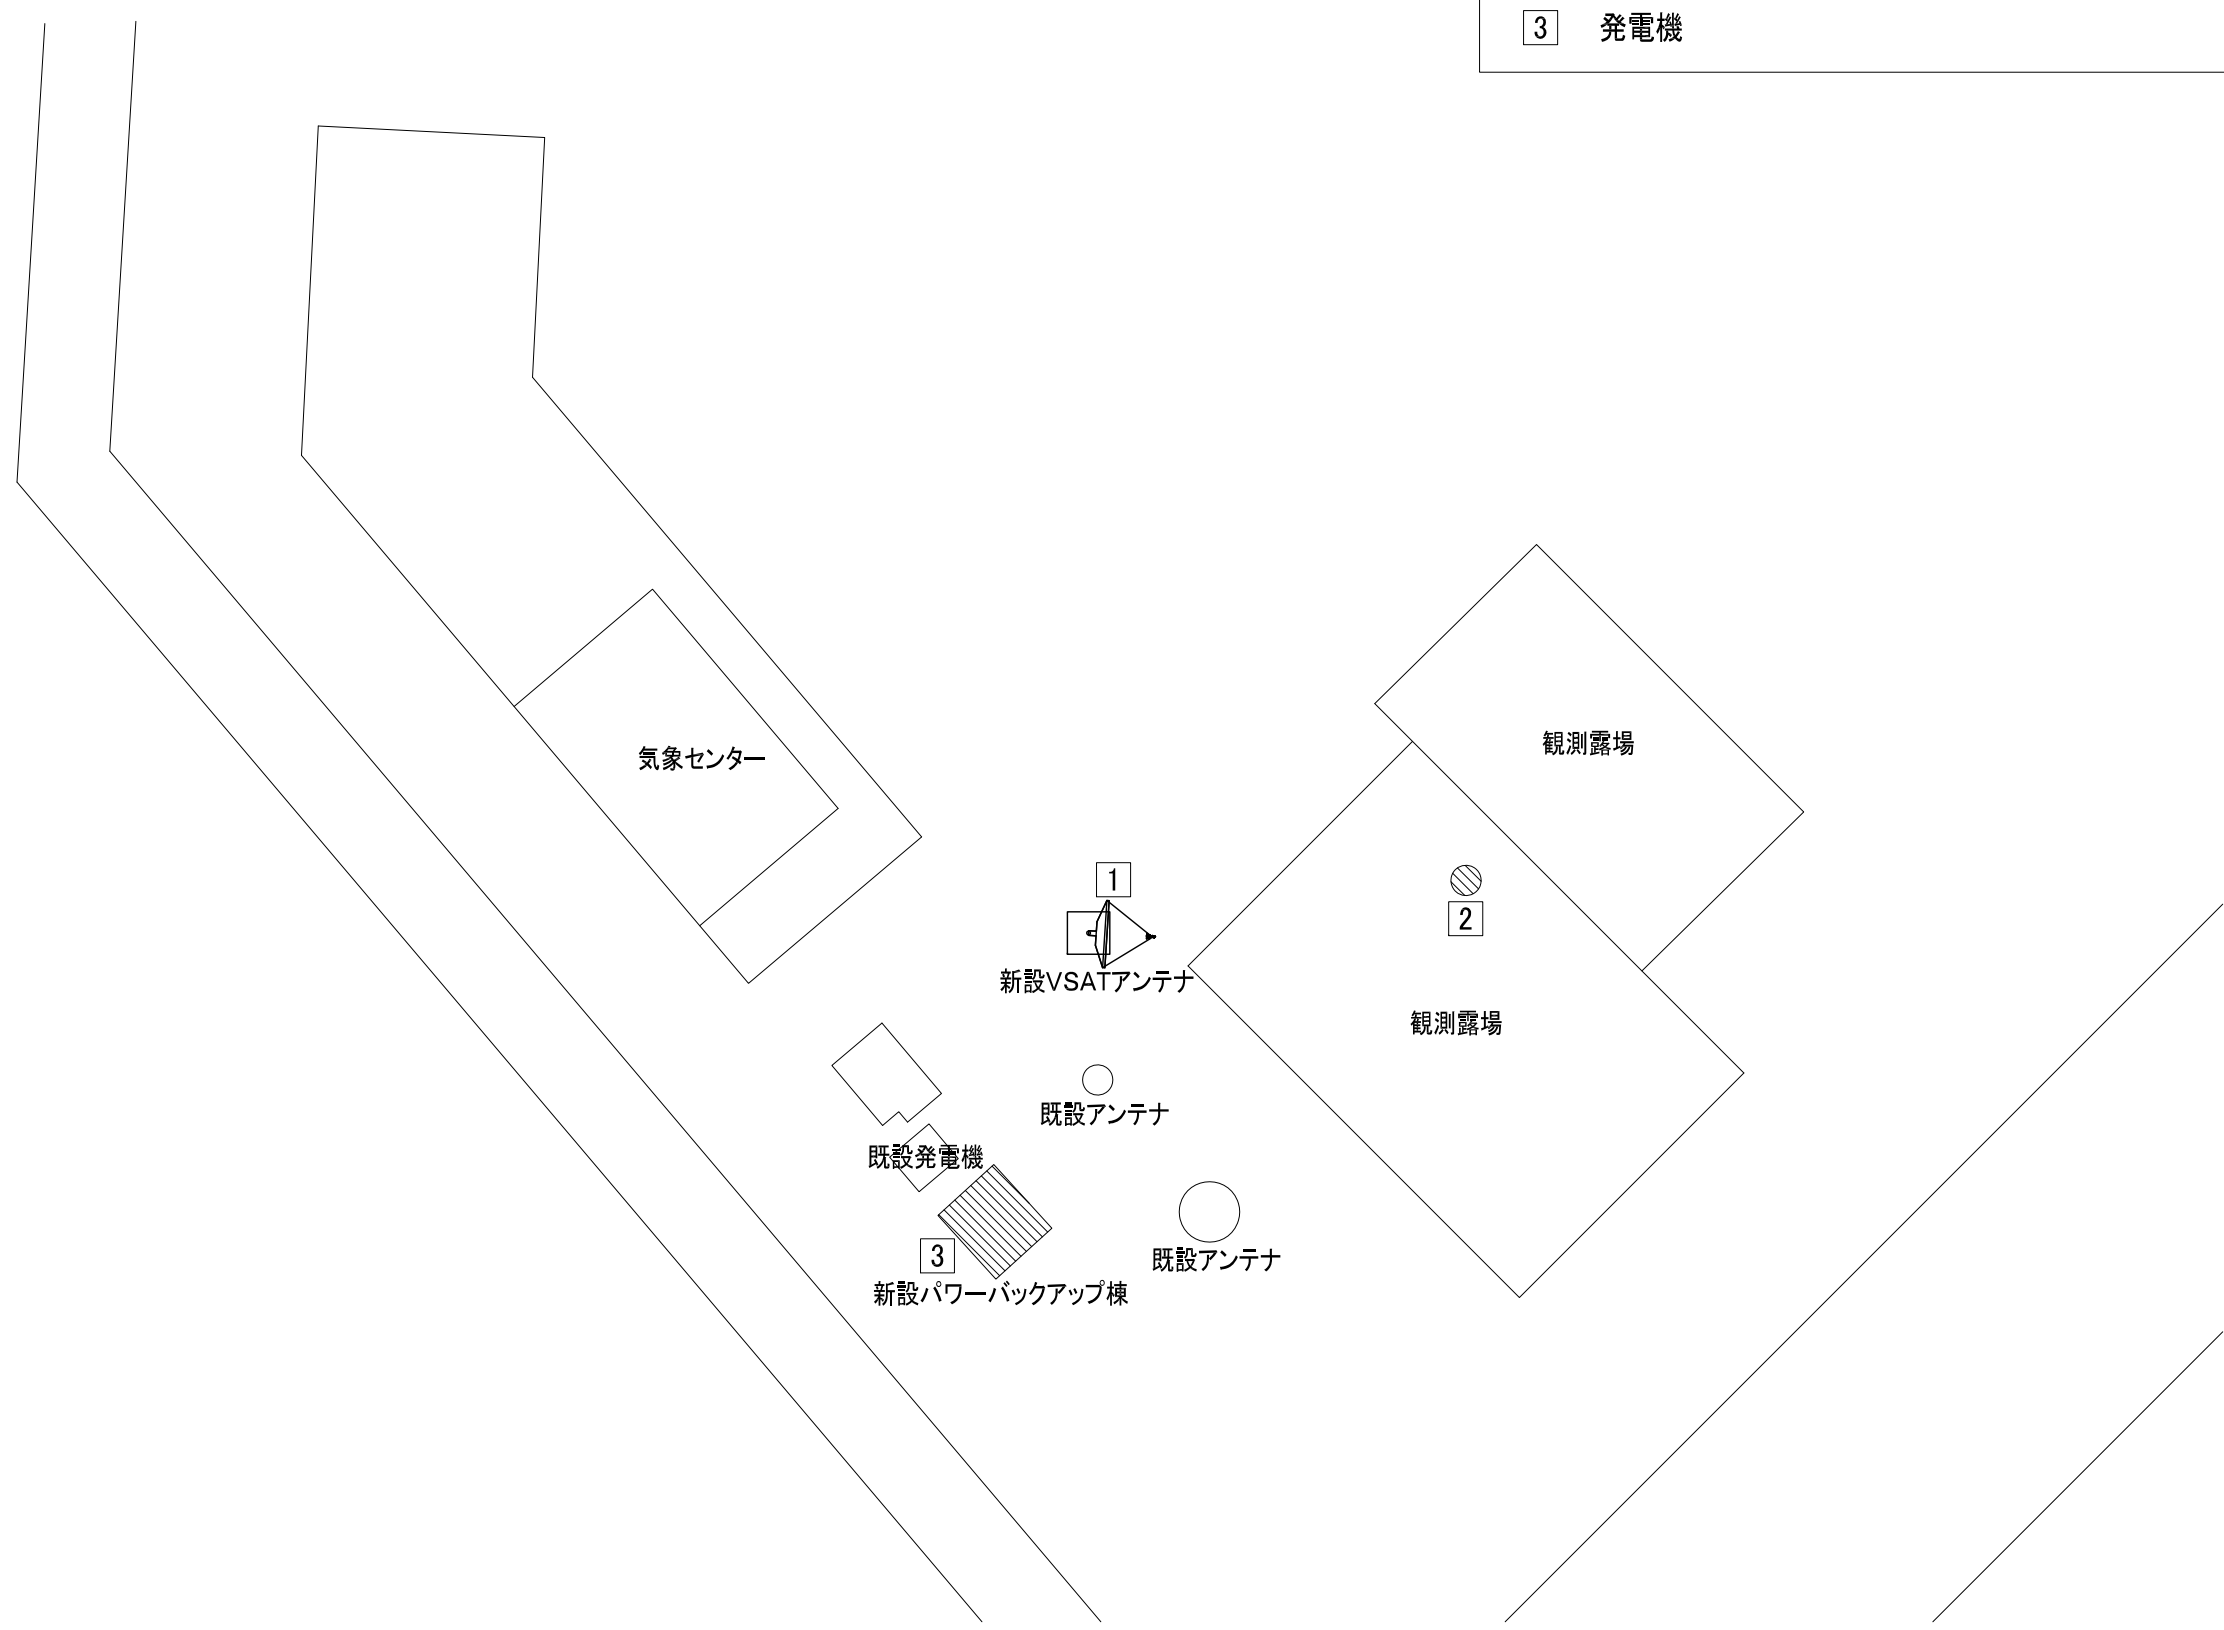 3 発電機
気象センター
観測露場
1
2
新設VSATアンテナ
観測露場
既設アンテナ
既設発電機
3
既設アンテナ
新設パワーバックアップ棟